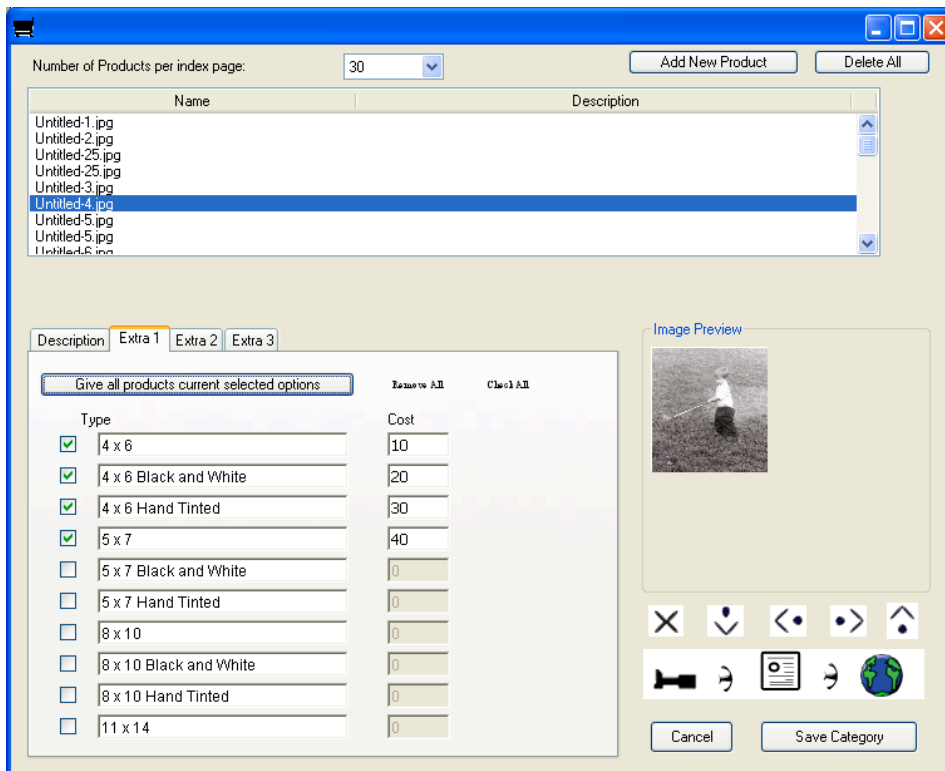 Number of Products per index page: 30 Add New Product Delete All
Name Description
Untitled-1.jpg
Untitled-2.jpg
Untitled-25.jpg
Untitled-25.jpg
Untitled-3.jpg
Untitled-4.jpg
Untitled-5.jpg
Untitled-5.jpg
Untitled-6.jpg
Description Extra 1 Extra 2 Extra 3
Image Preview
Give all products current selected options Remove All Check All
Type Cost
4 x 6 10
4 x 6 Black and White 20
4 x 6 Hand Tinted 30
5 x 7 40
5 x 7 Black and White 0
5 x 7 Hand Tinted 0
8 x 10 0
8 x 10 Black and White 0
8 x 10 Hand Tinted 0
11 x 14 0
Cancel Save Category